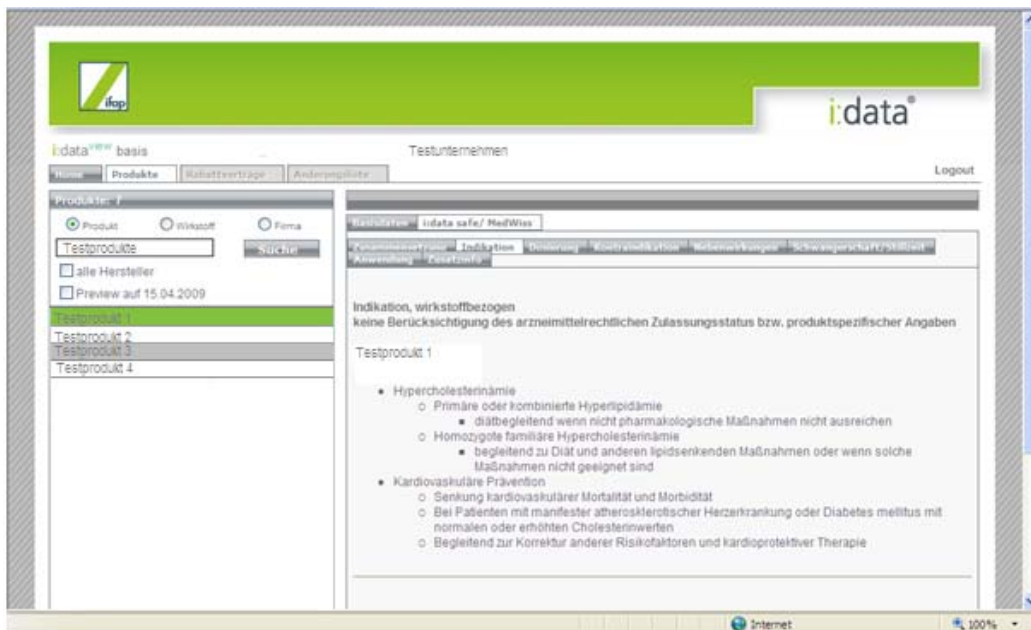 ifap
i:data®
i:data view basis
Testunternehmen
Home Produkte Rabattverträge Änderungsliste
Logout
Produkte: 7
Produkt Wirkstoff Firma
Testprodukte Suche
alle Hersteller
Preview auf 15.04.2009
Testprodukt 1
Testprodukt 2
Testprodukt 3
Testprodukt 4
Basisdaten i:data safe/ MedWiss
Zusammensetzung Indikation Dosierung Kontraindikation Nebenwirkungen Schwangerschaft/Stillzeit
Anwendung Zusatzinfo
Indikation, wirkstoffbezogen
keine Berücksichtigung des arzneimittelrechtlichen Zulassungsstatus bzw. produktspezifischer Angaben
Testprodukt 1
Hypercholesterinämie
Primäre oder kombinierte Hyperlipidämie
diätbegleitend wenn nicht pharmakologische Maßnahmen nicht ausreichen
Homozygote familiäre Hypercholesterinämie
begleitend zu Diät und anderen lipidsenkenden Maßnahmen oder wenn solche
Maßnahmen nicht geeignet sind
Kardiovaskuläre Prävention
Senkung kardiovaskulärer Mortalität und Morbidität
Bei Patienten mit manifester atherosklerotischer Herzerkrankung oder Diabetes mellitus mit
normalen oder erhöhten Cholesterinwerten
Begleitend zur Korrektur anderer Risikofaktoren und kardioprotektiver Therapie
Internet
100%